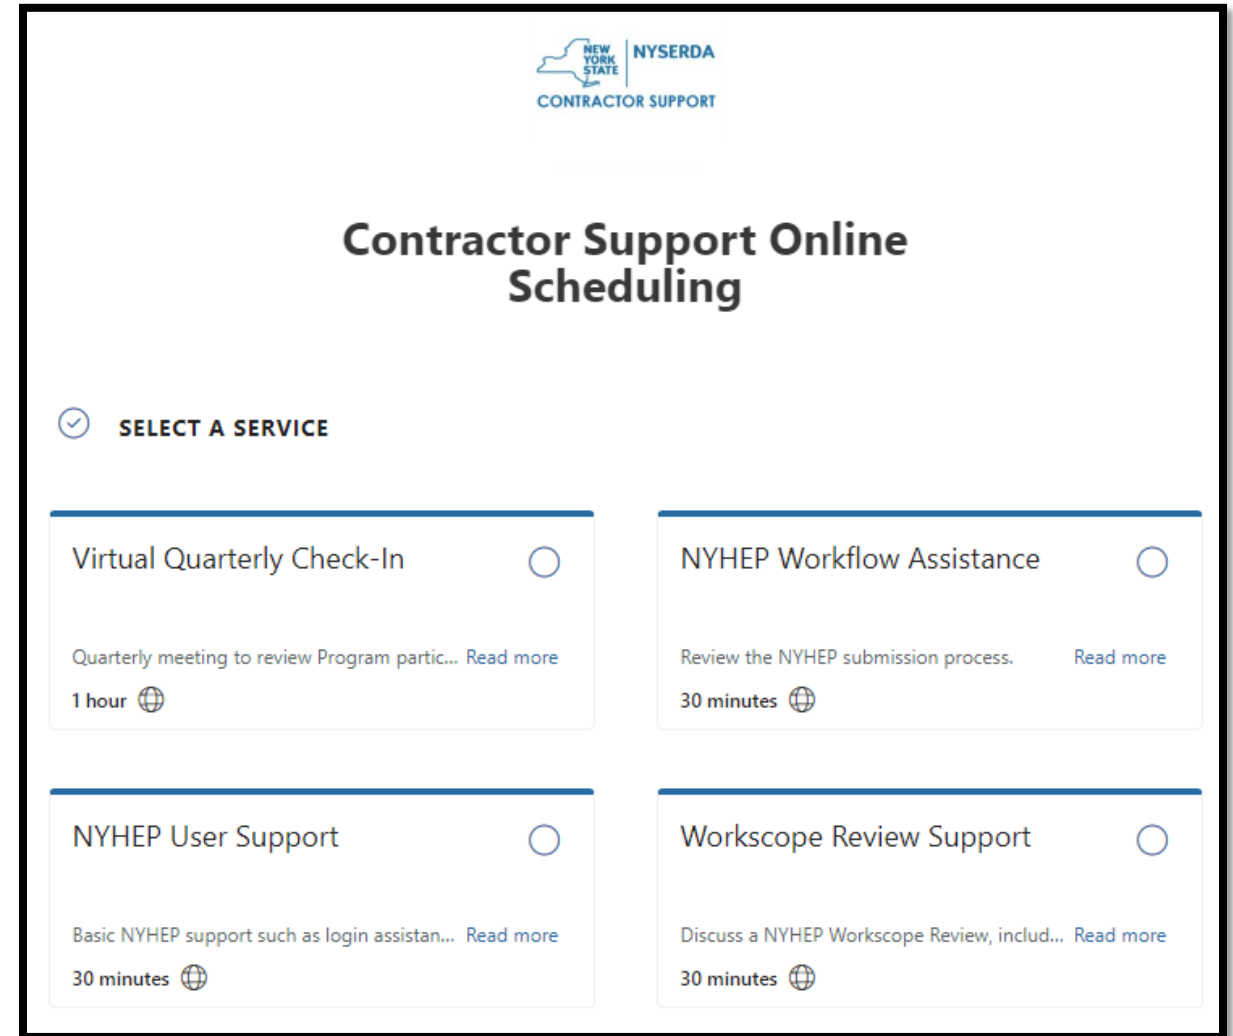 NEW
YORK
STATE
NYSERDA
CONTRACTOR SUPPORT
Contractor Support Online
Scheduling
SELECT A SERVICE
Virtual Quarterly Check-In
Quarterly meeting to review Program partic... Read more
1 hour
NYHEP Workflow Assistance
Review the NYHEP submission process. Read more
30 minutes
NYHEP User Support
Basic NYHEP support such as login assistan... Read more
30 minutes
Workscope Review Support
Discuss a NYHEP Workscope Review, includ... Read more
30 minutes